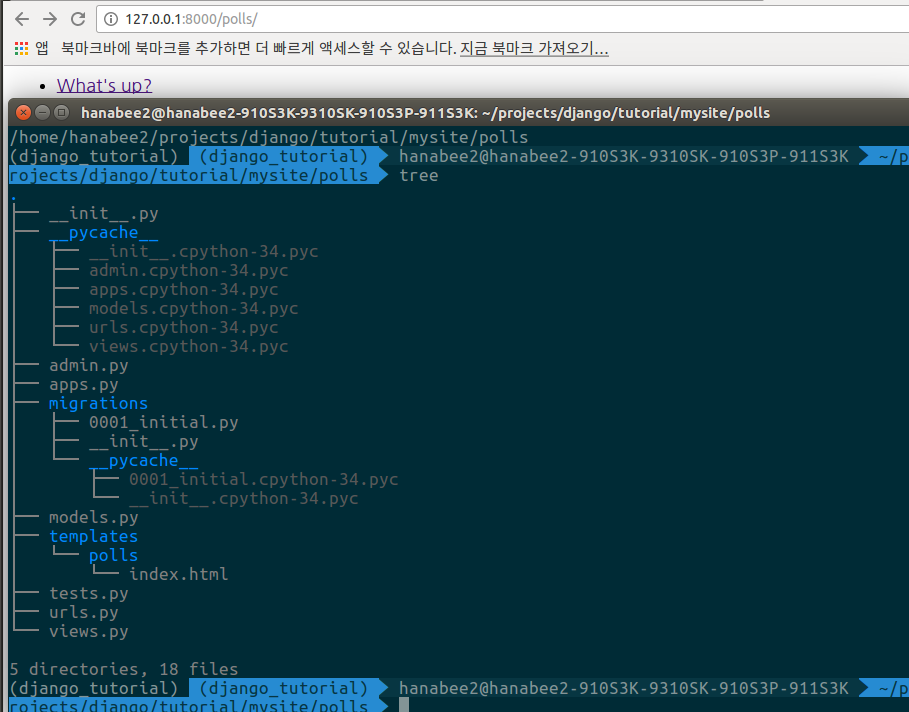 127.0.0.1:8000/polls/
앱 북마크바에 북마크를 추가하면 더 빠르게 액세스할 수 있습니다. 지금 북마크 가져오기...
• What's up?
hanabee2@hanabee2-910S3K-9310SK-910S3P-911S3K: ~/projects/django/tutorial/mysite/polls
/home/hanabee2/projects/django/tutorial/mysite/polls
(django_tutorial) (django_tutorial) hanabee2@hanabee2-910S3K-9310SK-910S3P-911S3K ~/p
rojects/django/tutorial/mysite/polls tree
.
├── __init__.py
├── __pycache__
│   ├── __init__.cpython-34.pyc
│   ├── admin.cpython-34.pyc
│   ├── apps.cpython-34.pyc
│   ├── models.cpython-34.pyc
│   ├── urls.cpython-34.pyc
│   └── views.cpython-34.pyc
├── admin.py
├── apps.py
├── migrations
│   ├── 0001_initial.py
│   ├── __init__.py
│   └── __pycache__
│       ├── 0001_initial.cpython-34.pyc
│       └── __init__.cpython-34.pyc
├── models.py
├── templates
│   └── polls
│       └── index.html
├── tests.py
├── urls.py
└── views.py
5 directories, 18 files
(django_tutorial) (django_tutorial) hanabee2@hanabee2-910S3K-9310SK-910S3P-911S3K ~/p
rojects/django/tutorial/mysite/polls